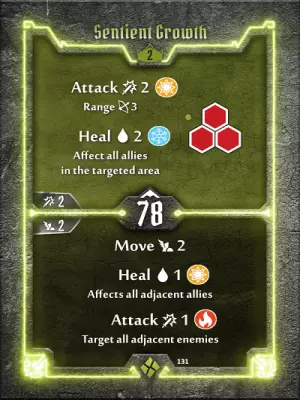 Sentient Growth
2
Attack 2
Range 3
Heal 2
Affect all allies
in the targeted area
2
78
2
Move 2
Heal 1
Affects all adjacent allies
Attack 1
Target all adjacent enemies
131